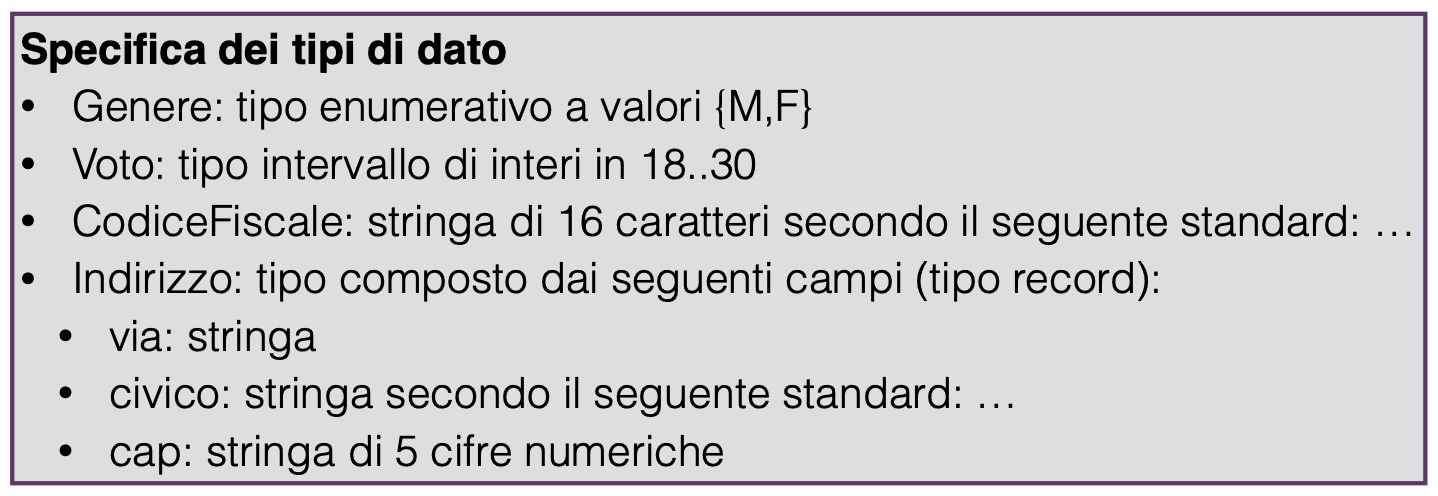 Specifica dei tipi di dato
• Genere: tipo enumerativo a valori {M,F}
• Voto: tipo intervallo di interi in 18..30
• CodiceFiscale: stringa di 16 caratteri secondo il seguente standard: …
• Indirizzo: tipo composto dai seguenti campi (tipo record):
• via: stringa
• civico: stringa secondo il seguente standard: …
• cap: stringa di 5 cifre numeriche